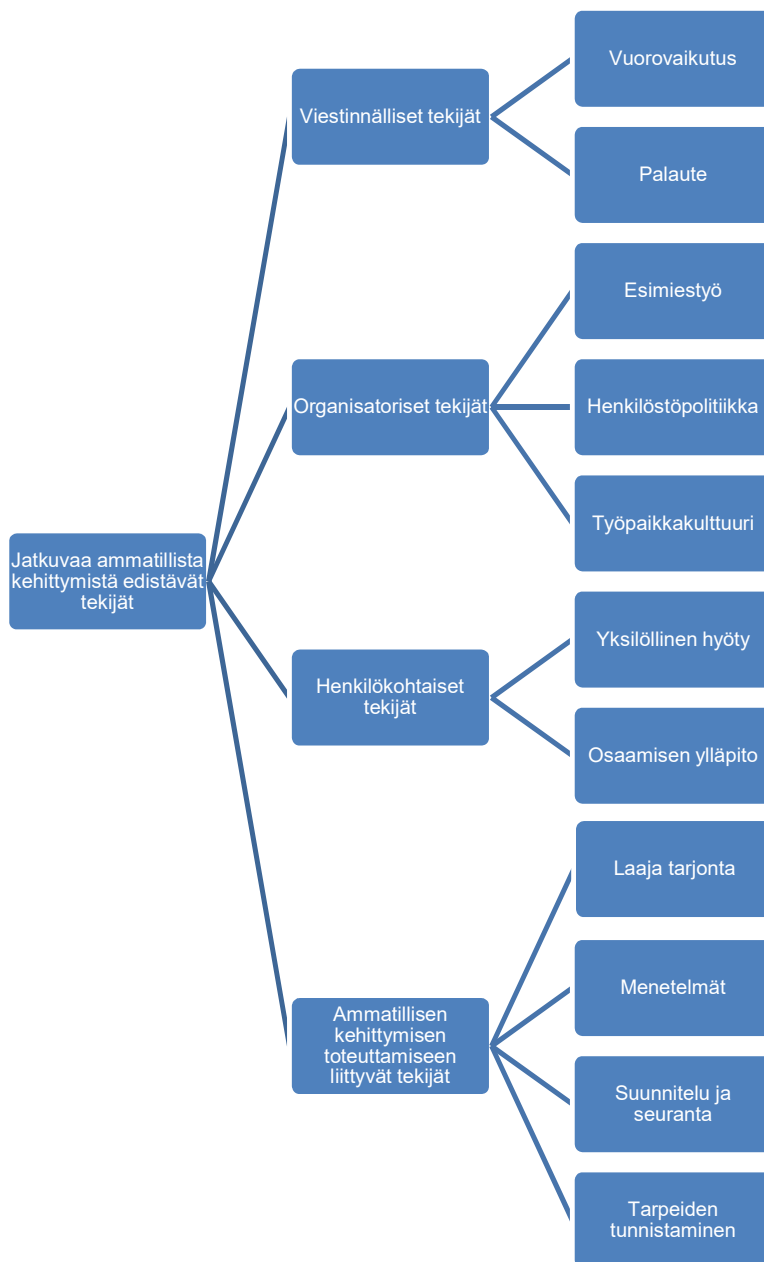 Jatkuvaa ammatillista
kehittymistä edistävät
tekijät
Viestinnälliset tekijät
Vuorovaikutus
Palaute
Organisatoriset tekijät
Esimiestyö
Henkilöstöpolitiikka
Työpaikkakulttuuri
Henkilökohtaiset
tekijät
Yksilöllinen hyöty
Osaamisen ylläpito
Ammatillisen
kehittymisen
toteuttamiseen
liittyvät tekijät
Laaja tarjonta
Menetelmät
Suunnitelu ja
seuranta
Tarpeiden
tunnistaminen